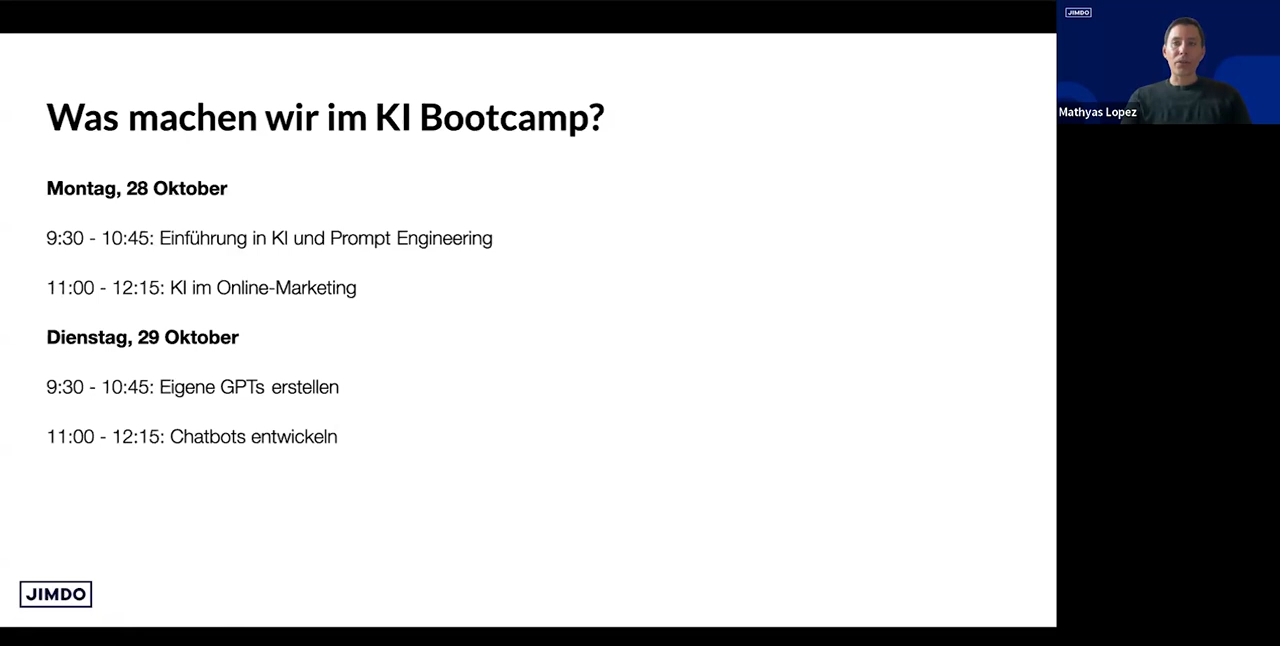 Was machen wir im KI Bootcamp?
Montag, 28 Oktober
9:30 - 10:45: Einführung in KI und Prompt Engineering
11:00 - 12:15: KI im Online-Marketing
Dienstag, 29 Oktober
9:30 - 10:45: Eigene GPTs erstellen
11:00 - 12:15: Chatbots entwickeln
JIMDO
JIMDO
Mathyas Lopez